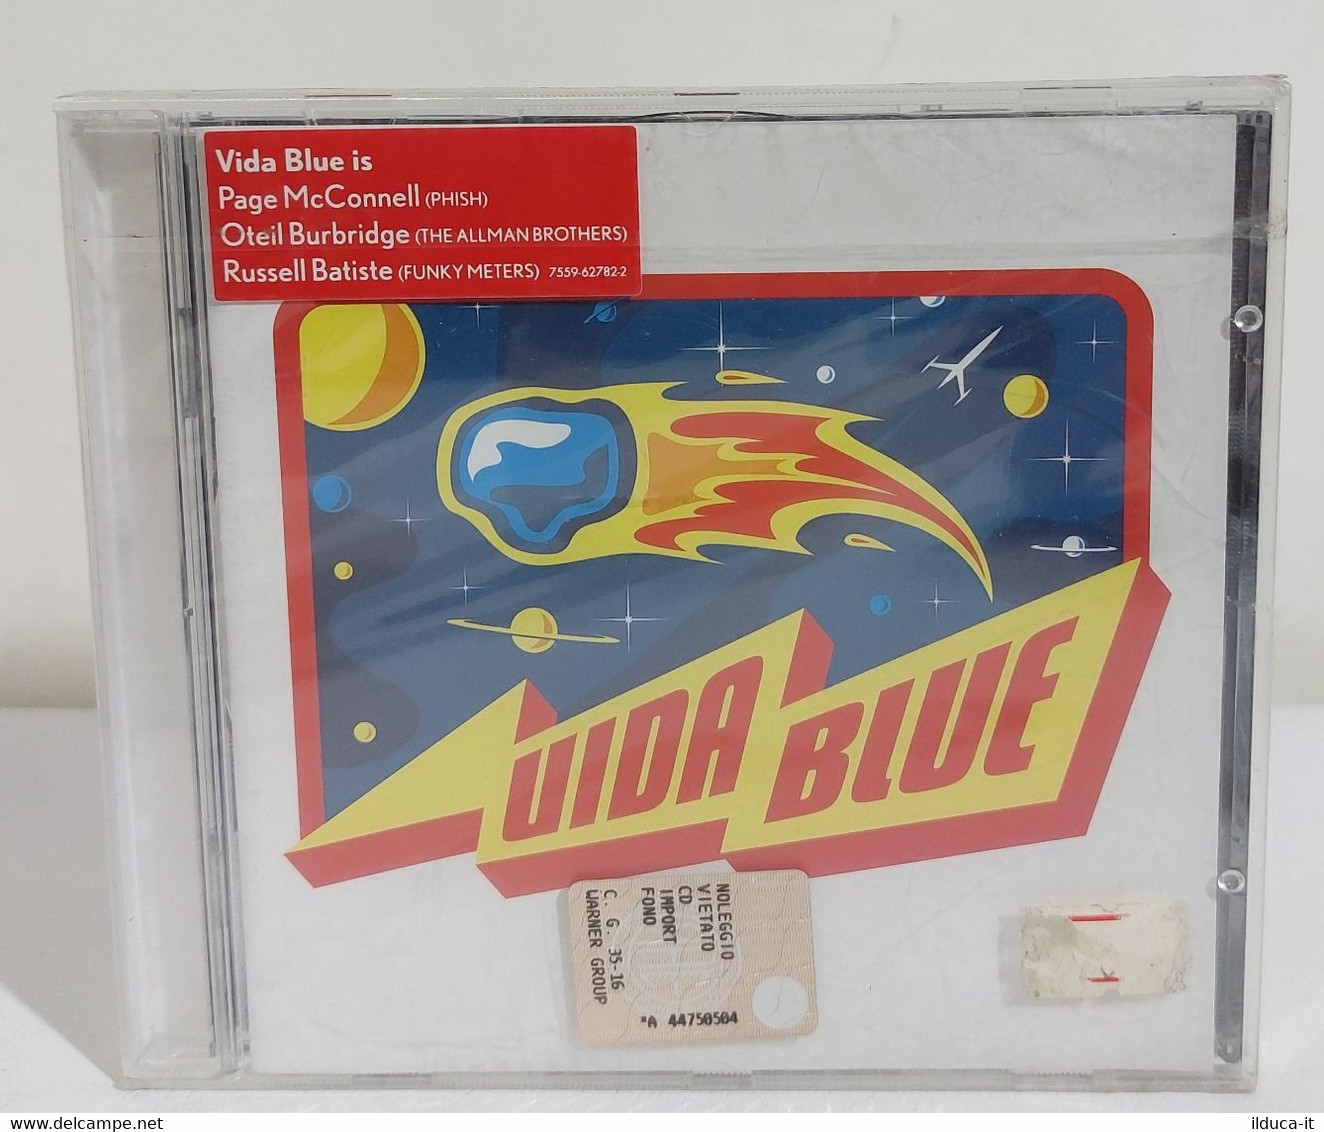 Vida Blue is
Page McConnell (PHISH)
Oteil Burbridge (THE ALLMAN BROTHERS)
Russell Batiste (FUNKY METERS) 7559-62782-2
VIDA BLUE
NOLEGGIO
VIETATO
CD
IMPORT
FONO
C. G. 35-16
WARNER GROUP
*A 44750504
www.delcampe.net
ilduca-it